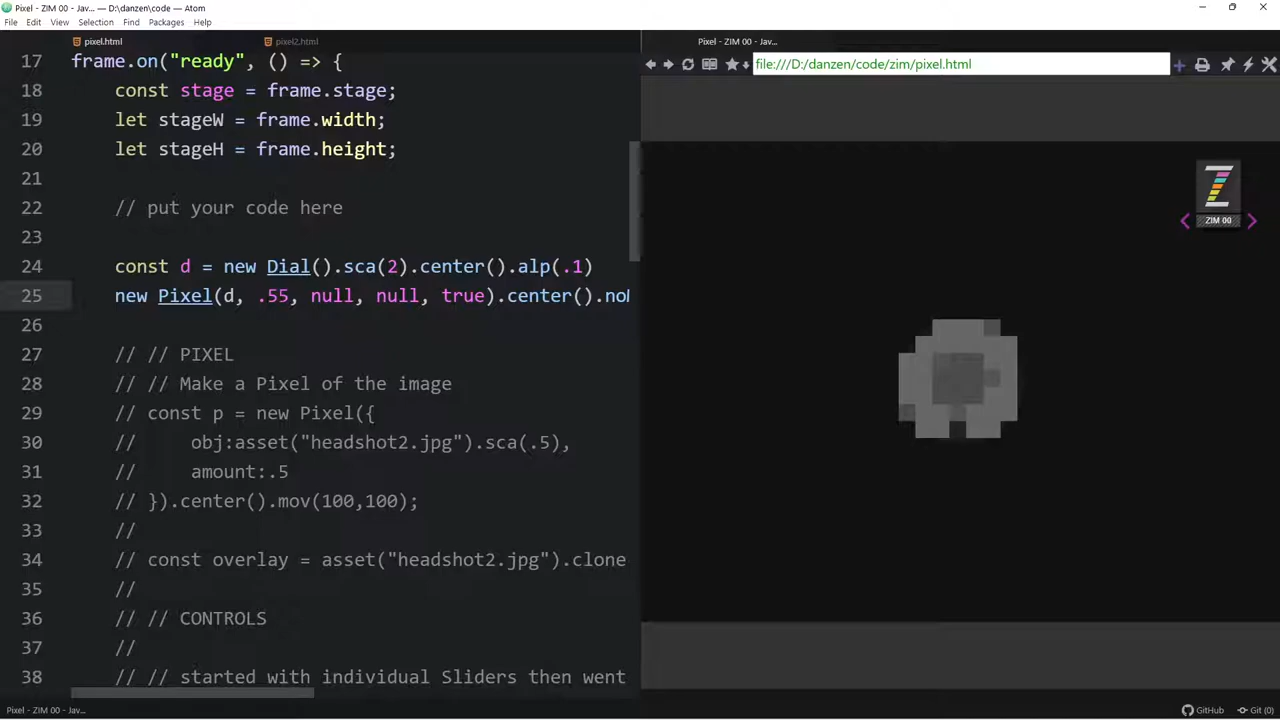 Pixel - ZIM 00 - Jav... — D:\danzen\code — Atom
File Edit View Selection Find Packages Help
pixel.html pixel2.html
17 frame.on("ready", () => {
18 const stage = frame.stage;
19 let stageW = frame.width;
20 let stageH = frame.height;
21
22 // put your code here
23
24 const d = new Dial().sca(2).center().alp(.1)
25 new Pixel(d, .55, null, null, true).center().noM
26
27 // // PIXEL
28 // // Make a Pixel of the image
29 // const p = new Pixel({
30 // obj:asset("headshot2.jpg").sca(.5),
31 // amount:.5
32 // }).center().mov(100,100);
33 //
34 // const overlay = asset("headshot2.jpg").clone
35 //
36 // // CONTROLS
37 //
38 // // started with individual Sliders then went
Pixel - ZIM 00 - Jav...
file:///D:/danzen/code/zim/pixel.html
ZIM 00
Pixel - ZIM 00 - Jav...
GitHub Git (0)